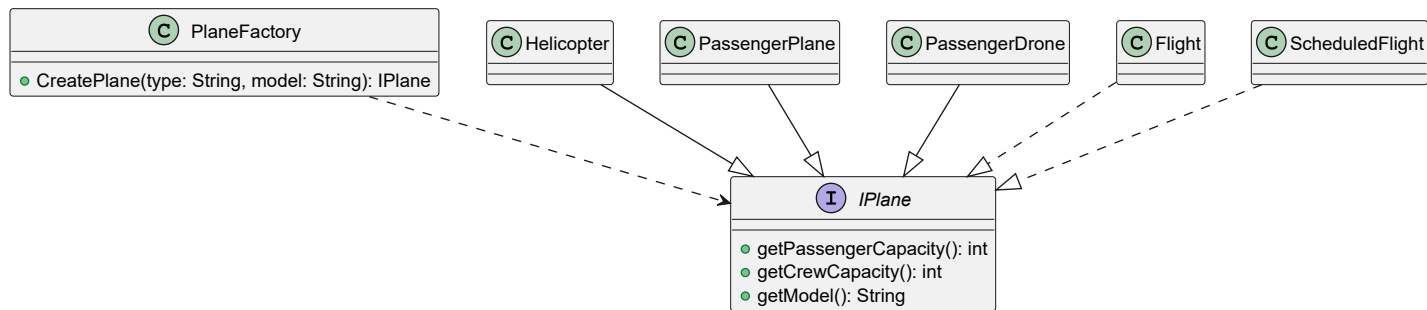 C PlaneFactory
CreatePlane(type: String, model: String): IPlane
C Helicopter
C PassengerPlane
C PassengerDrone
C Flight
C ScheduledFlight
I IPlane
getPassengerCapacity(): int
getCrewCapacity(): int
getModel(): String